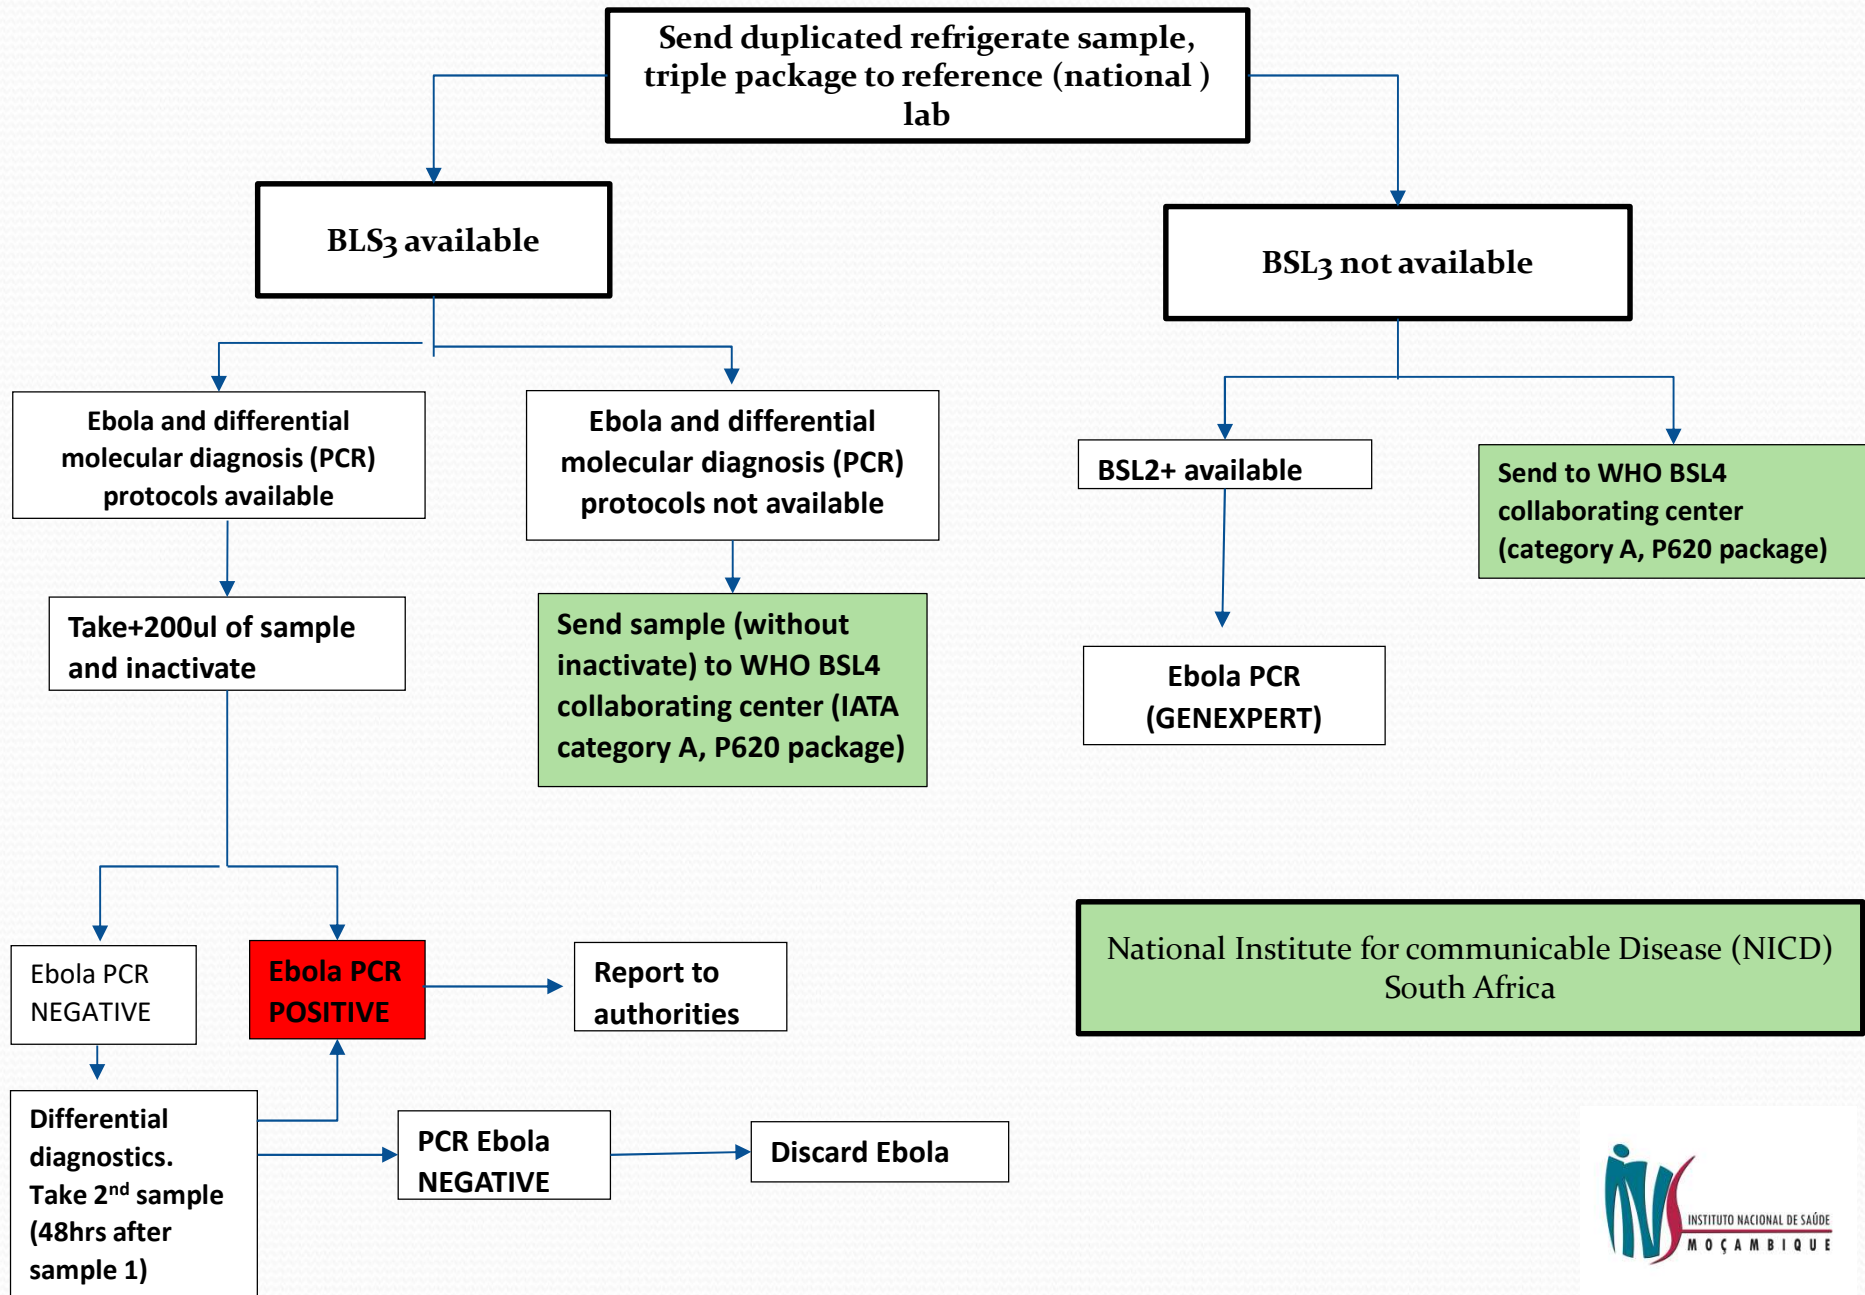 Send duplicated refrigerate sample,
triple package to reference (national )
lab
BLS3 available
BSL3 not available
Ebola and differential
molecular diagnosis (PCR)
protocols available
Ebola and differential
molecular diagnosis (PCR)
protocols not available
BSL2+ available
Send to WHO BSL4
collaborating center
(category A, P620 package)
Take+200ul of sample
and inactivate
Send sample (without
inactivate) to WHO BSL4
collaborating center (IATA
category A, P620 package)
Ebola PCR
(GENEXPERT)
Ebola PCR
NEGATIVE
Ebola PCR
POSITIVE
Report to
authorities
National Institute for communicable Disease (NICD)
South Africa
Differential
diagnostics.
Take 2nd sample
(48hrs after
sample 1)
PCR Ebola
NEGATIVE
Discard Ebola
INSTITUTO NACIONAL DE SAÚDE
MOÇAMBIQUE